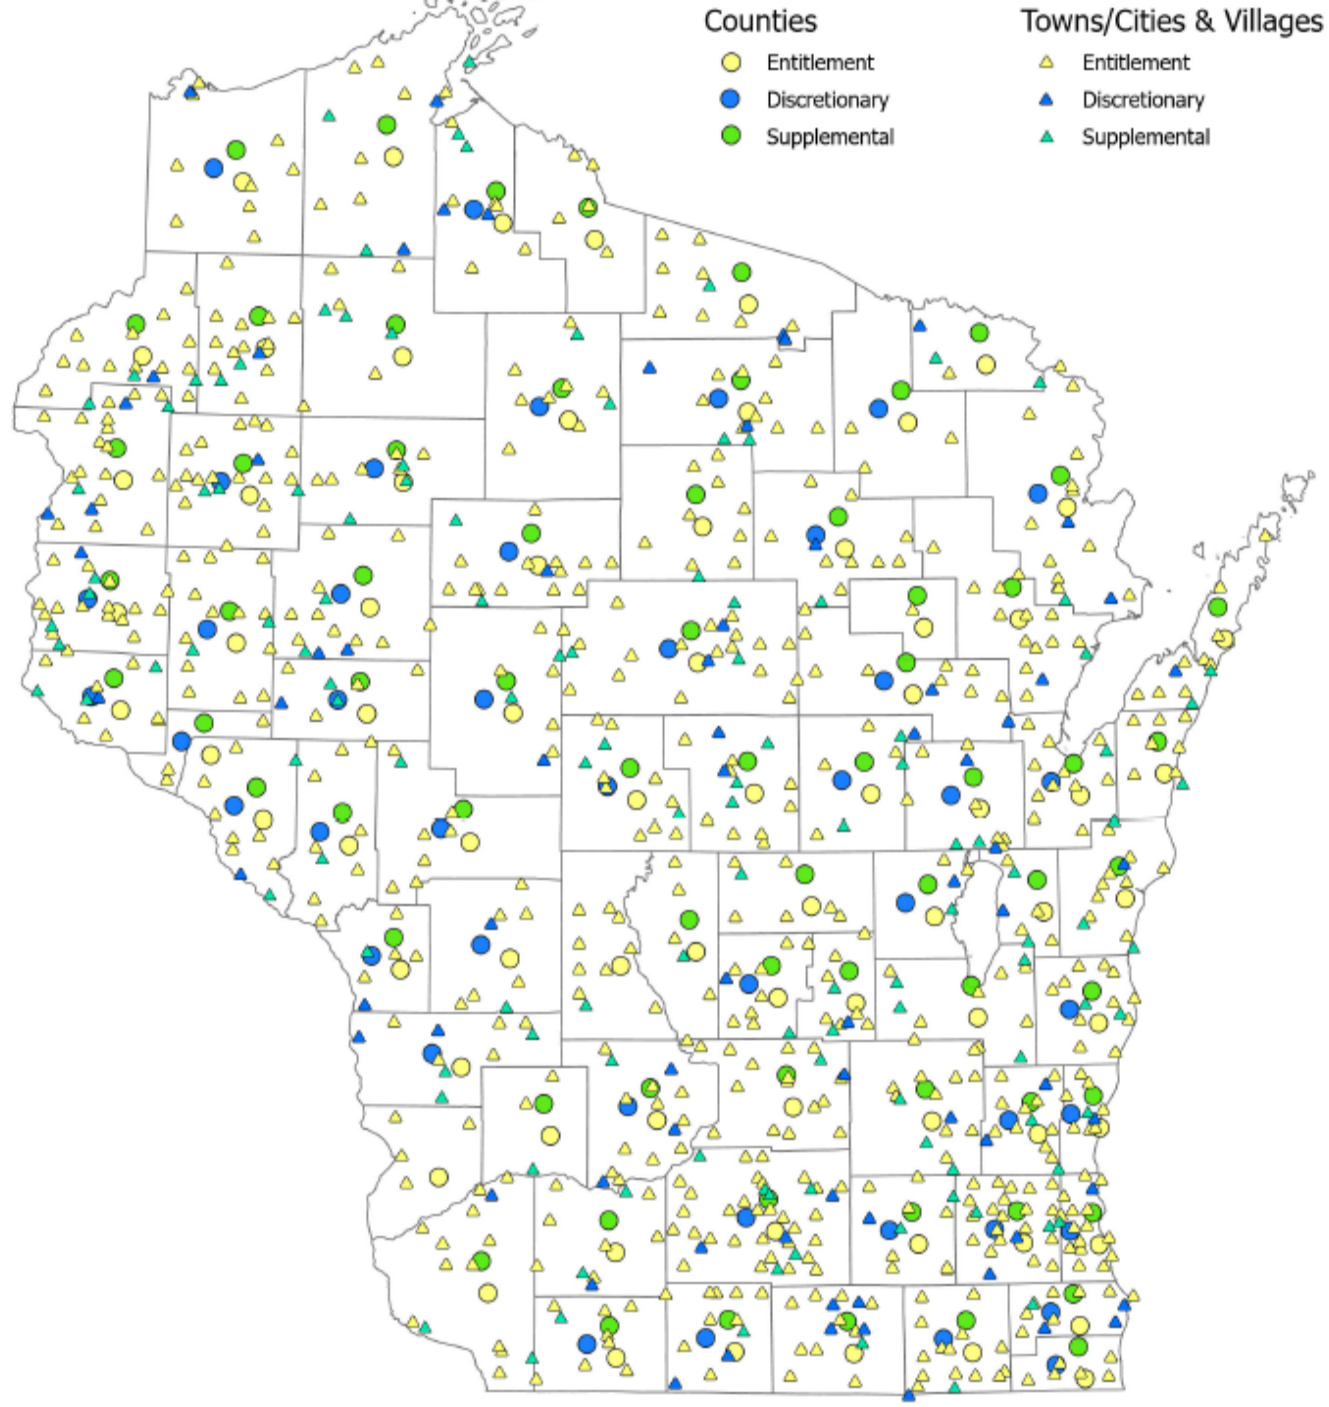 Counties
Entitlement
Discretionary
Supplemental
Towns/Cities & Villages
Entitlement
Discretionary
Supplemental